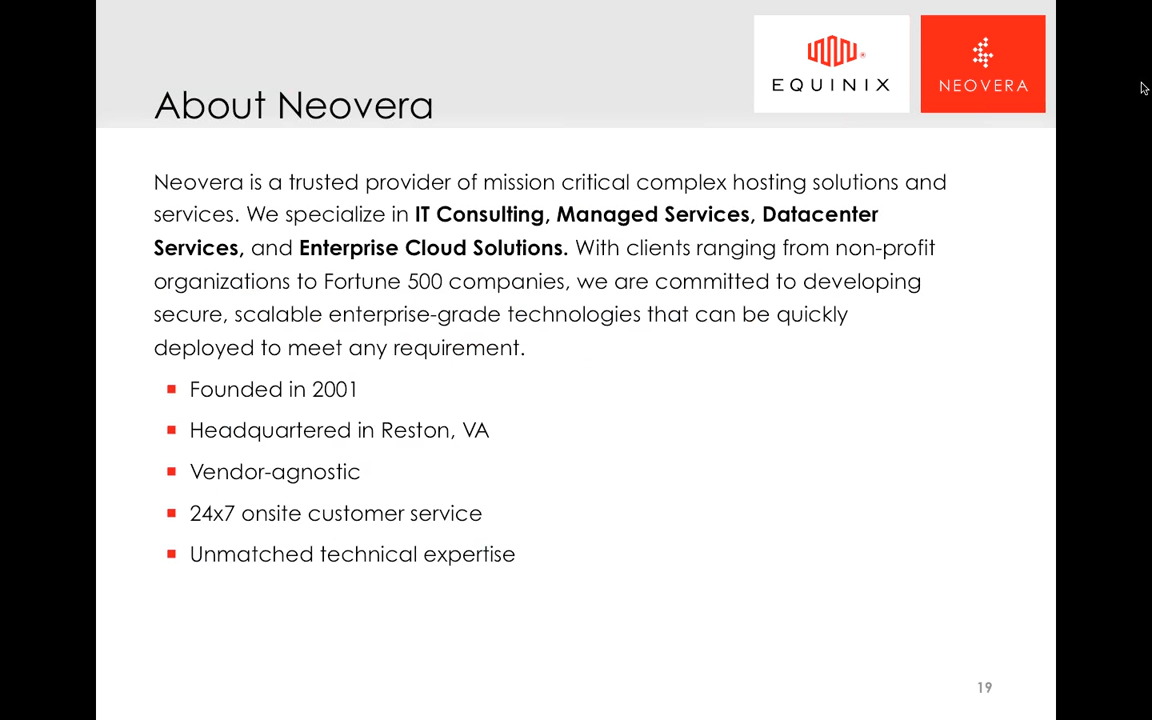 EQUINIX
NEOVERA
About Neovera
Neovera is a trusted provider of mission critical complex hosting solutions and
services. We specialize in IT Consulting, Managed Services, Datacenter
Services, and Enterprise Cloud Solutions. With clients ranging from non-profit
organizations to Fortune 500 companies, we are committed to developing
secure, scalable enterprise-grade technologies that can be quickly
deployed to meet any requirement.
Founded in 2001
Headquartered in Reston, VA
Vendor-agnostic
24x7 onsite customer service
Unmatched technical expertise
19